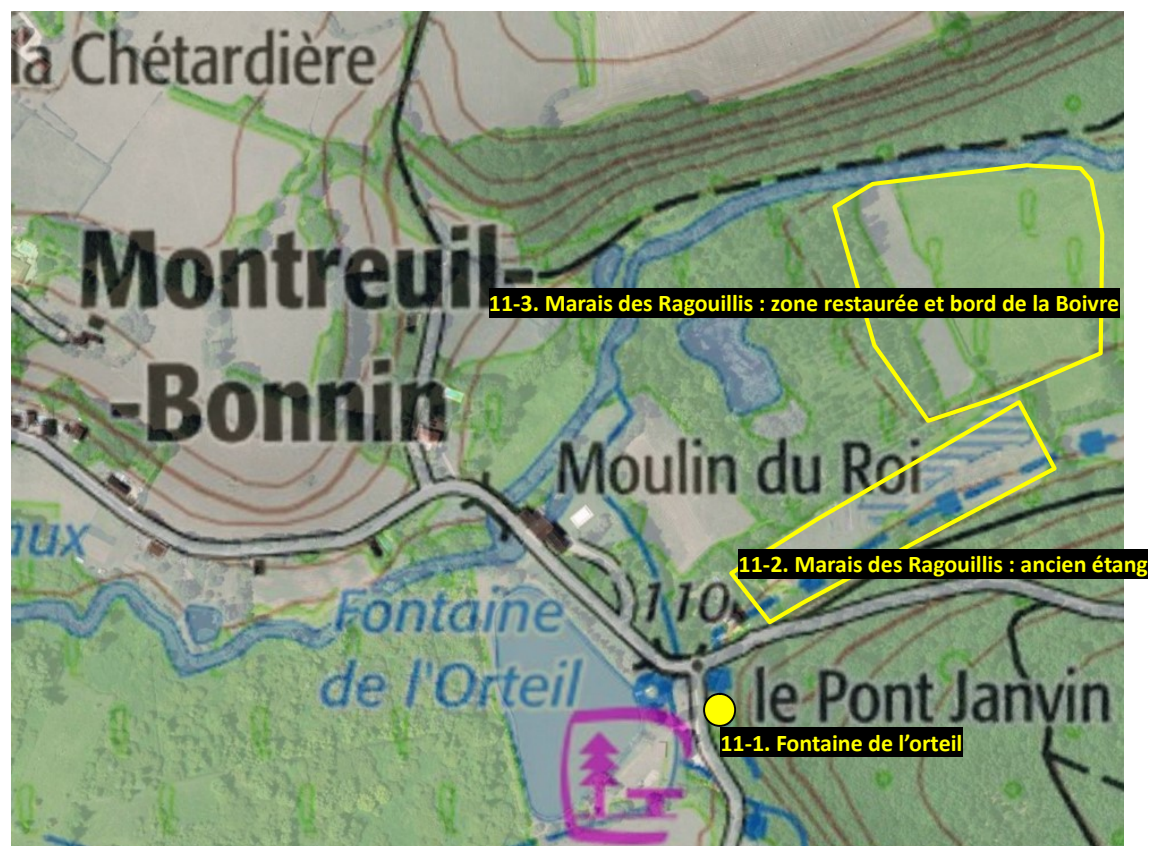 la Chétardière
Montreuil-
-Bonnin
11-3. Marais des Ragouillis : zone restaurée et bord de la Boivre
Moulin du Roi
ux
11-2. Marais des Ragouillis : ancien étang
Fontaine
de l'Orteil
110
le Pont Janvin
11-1. Fontaine de l’orteil